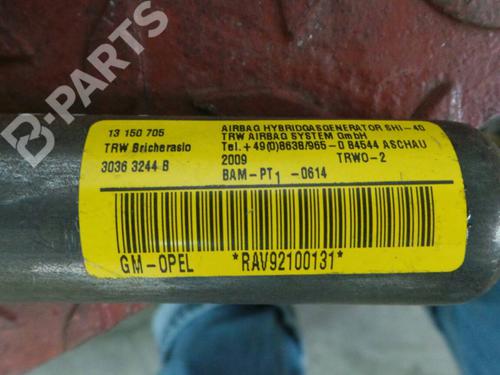 B-PARTS
13 150 705
TRW Bricherasio
3036 3244 B
AIRBAG HYBRIDGASGENERATOR SHI-40
TRW AIRBAG SYSTEM GmbH
Tel.+49(0)8638/965-0 84544 ASCHAU
2009 TRWO-2
BAM-PT1 -0614
GM-OPEL *RAV92100131*